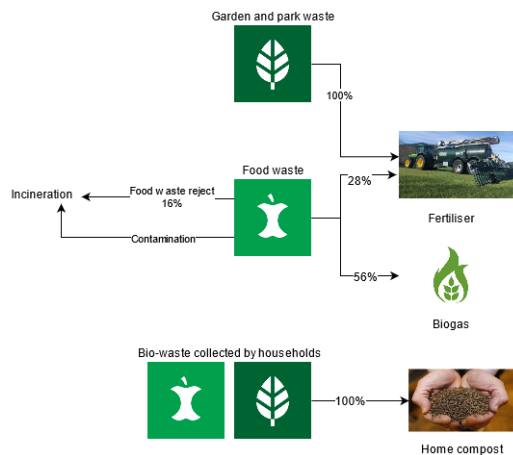 Garden and park waste
100%
Food waste
Incineration
Food waste reject
16%
28%
Contamination
Fertiliser
56%
Biogas
Bio-waste collected by households
100%
Home compost